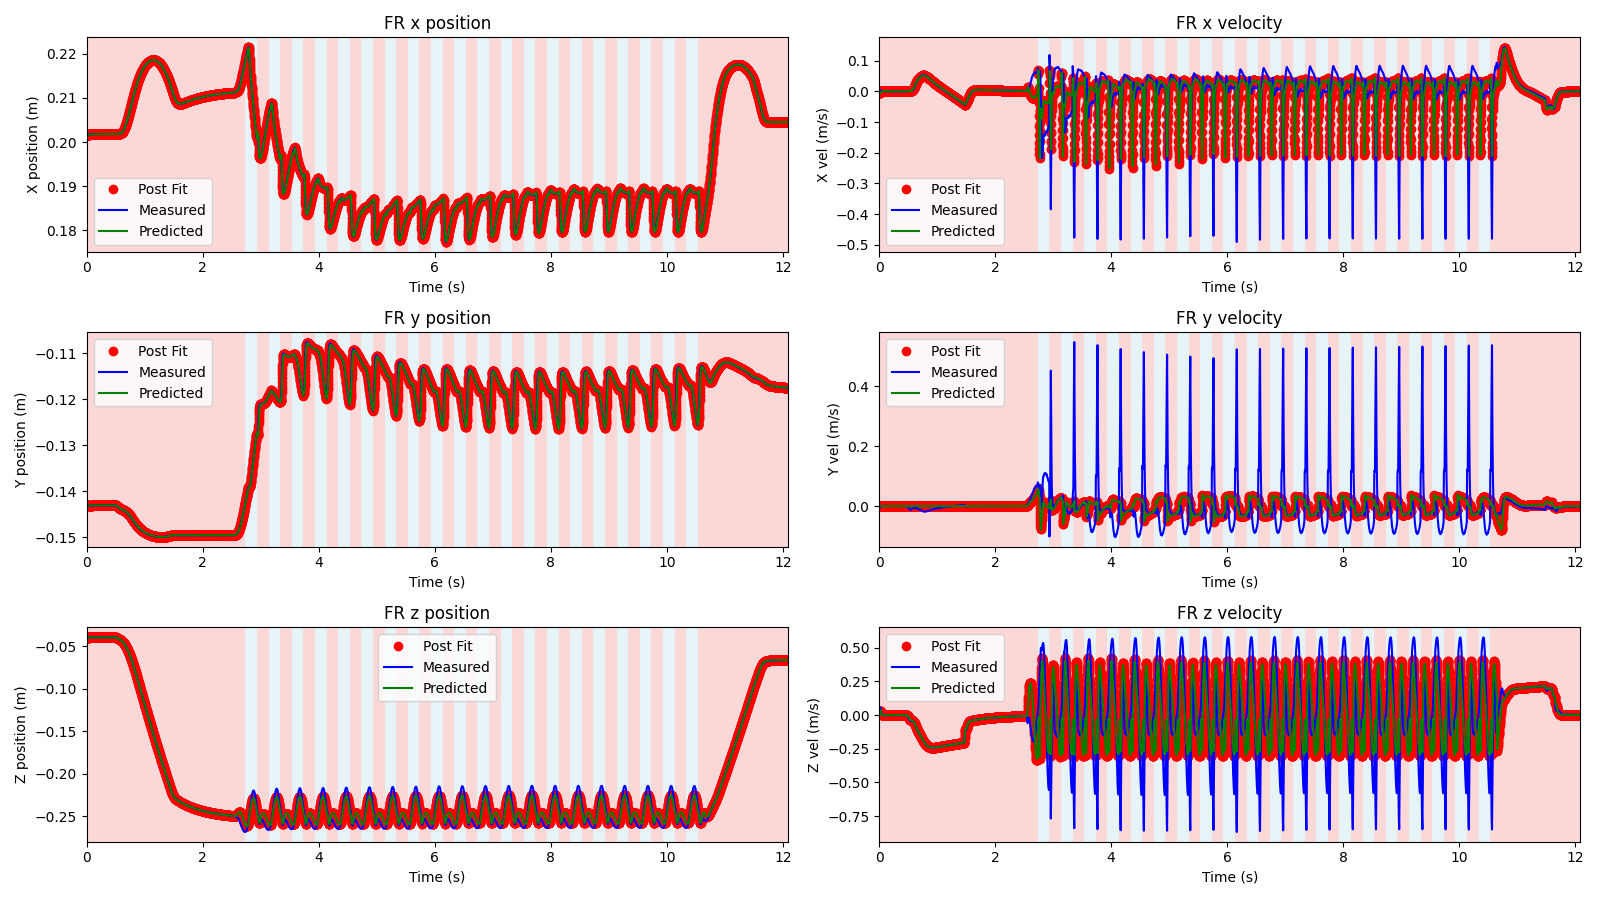 FR x position
X position (m)
0.22
0.21
0.20
0.19
0.18
Post Fit
Measured
Predicted
0 2 4 6 8 10 12
Time (s)
FR x velocity
X vel (m/s)
0.1
0.0
−0.1
−0.2
−0.3
−0.4
−0.5
Post Fit
Measured
Predicted
0 2 4 6 8 10 12
Time (s)
FR y position
Y position (m)
−0.11
−0.12
−0.13
−0.14
−0.15
Post Fit
Measured
Predicted
0 2 4 6 8 10 12
Time (s)
FR y velocity
Y vel (m/s)
0.4
0.2
0.0
Post Fit
Measured
Predicted
0 2 4 6 8 10 12
Time (s)
FR z position
Z position (m)
−0.05
−0.10
−0.15
−0.20
−0.25
Post Fit
Measured
Predicted
0 2 4 6 8 10 12
Time (s)
FR z velocity
Z vel (m/s)
0.50
0.25
0.00
−0.25
−0.50
−0.75
Post Fit
Measured
Predicted
0 2 4 6 8 10 12
Time (s)